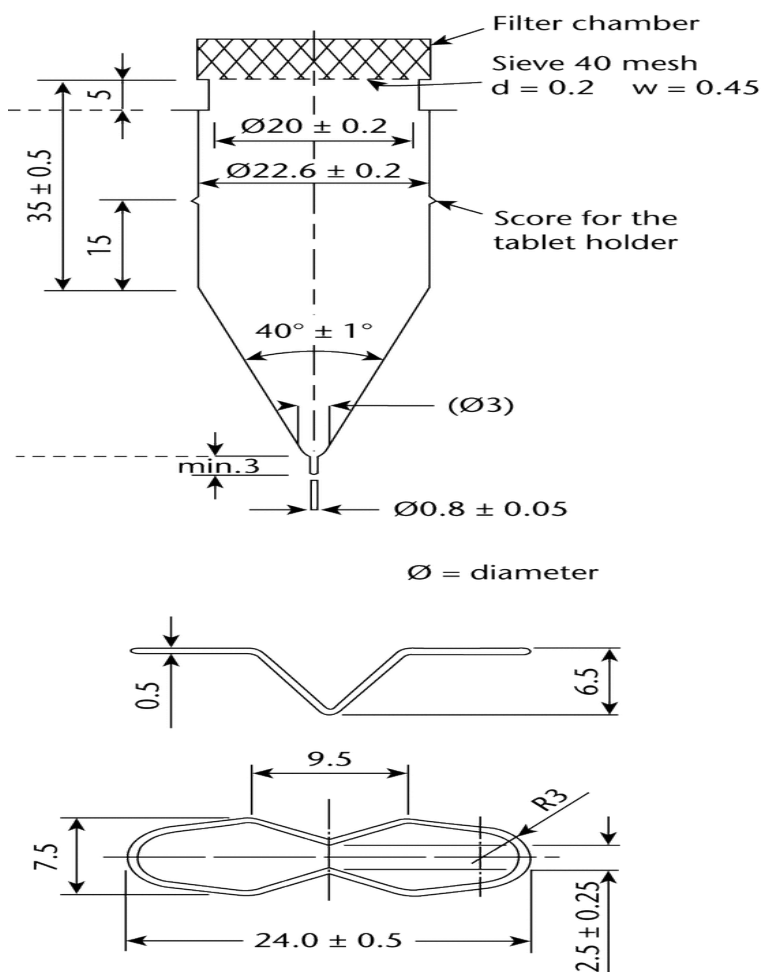 Filter chamber
Sieve 40 mesh
d = 0.2 w = 0.45
5
Ø20 ± 0.2
35 ± 0.5
Ø22.6 ± 0.2
15
Score for the
tablet holder
40° ± 1°
(Ø3)
min.3
Ø0.8 ± 0.05
Ø = diameter
0.5
6.5
9.5
R3
7.5
24.0 ± 0.5
2.5 ± 0.25